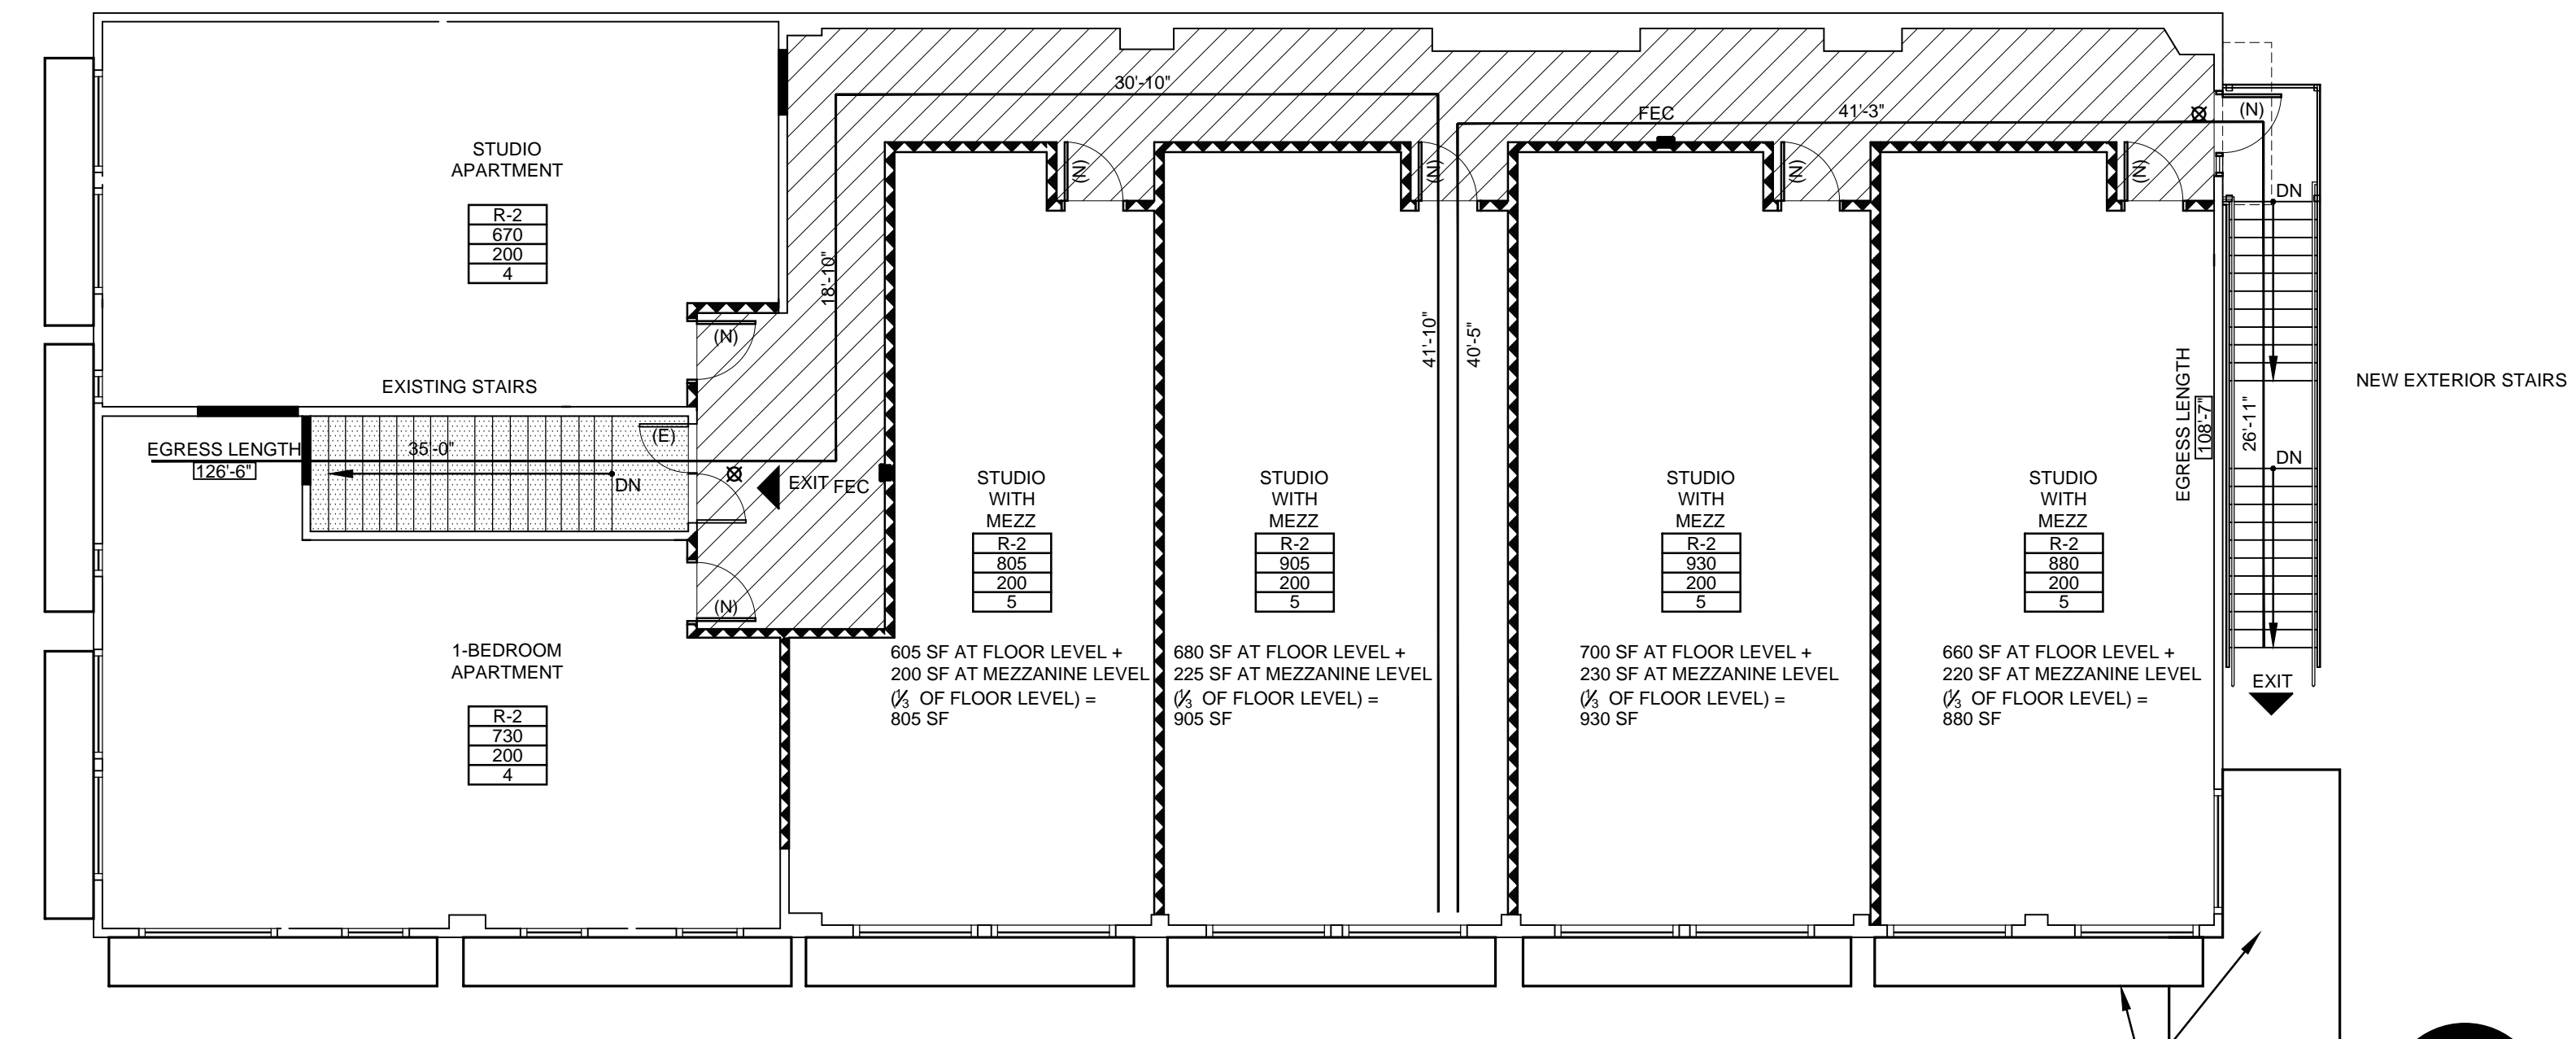 30'-10"
FEC
41'-3"
(N)
STUDIO
APARTMENT
R-2
670
200
4
(N)
(N)
(N)
(N)
DN
18'-10"
(N)
41'-10"
40'-5"
EXISTING STAIRS
NEW EXTERIOR STAIRS
EGRESS LENGTH
126'-6"
35'-0"
(E)
DN
EXIT
FEC
EGRESS LENGTH
108'-7"
26'-11"
DN
STUDIO
WITH
MEZZ
R-2
805
200
5
STUDIO
WITH
MEZZ
R-2
905
200
5
STUDIO
WITH
MEZZ
R-2
930
200
5
STUDIO
WITH
MEZZ
R-2
880
200
5
(N)
1-BEDROOM
APARTMENT
R-2
730
200
4
605 SF AT FLOOR LEVEL +
200 SF AT MEZZANINE LEVEL
(⅓ OF FLOOR LEVEL) =
805 SF
680 SF AT FLOOR LEVEL +
225 SF AT MEZZANINE LEVEL
(⅓ OF FLOOR LEVEL) =
905 SF
700 SF AT FLOOR LEVEL +
230 SF AT MEZZANINE LEVEL
(⅓ OF FLOOR LEVEL) =
930 SF
660 SF AT FLOOR LEVEL +
220 SF AT MEZZANINE LEVEL
(⅓ OF FLOOR LEVEL) =
880 SF
EXIT